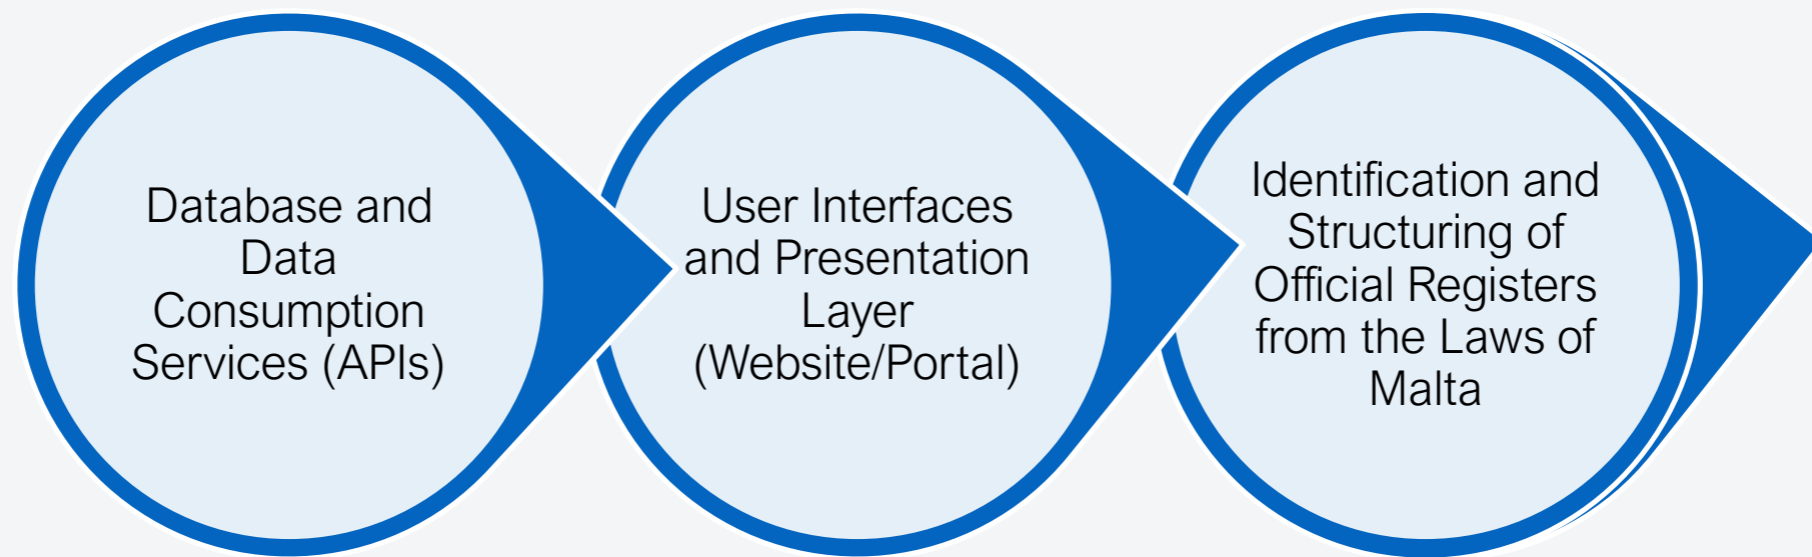 Database and
Data
Consumption
Services (APIs)
User Interfaces
and Presentation
Layer
(Website/Portal)
Identification and
Structuring of
Official Registers
from the Laws of
Malta